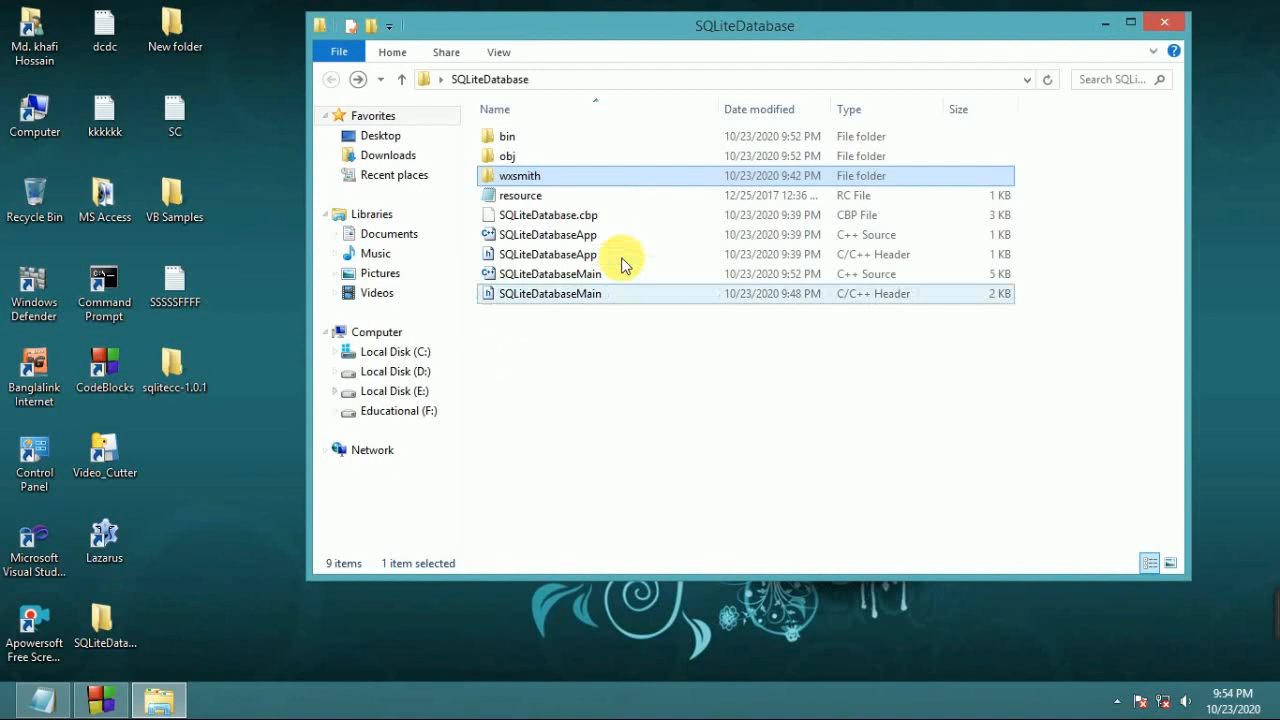 Md. khafi
Hossain
dcdc
New folder
Computer
kkkkkk
SC
Recycle Bin
MS Access
VB Samples
Windows
Defender
Command
Prompt
SSSSSFFFF
Banglalink
Internet
CodeBlocks
sqlitecc-1.0.1
Control
Panel
Video_Cutter
Microsoft
Visual Stud...
Lazarus
Apowersoft
Free Scre...
SQLiteData...
SQLiteDatabase
File Home Share View
SQLiteDatabase
Search SQLi...
Name Date modified Type Size
Favorites
Desktop
Downloads
Recent places
Libraries
Documents
Music
Pictures
Videos
Computer
Local Disk (C:)
Local Disk (D:)
Local Disk (E:)
Educational (F:)
Network
bin 10/23/2020 9:52 PM File folder
obj 10/23/2020 9:52 PM File folder
wxsmith 10/23/2020 9:42 PM File folder
resource 12/25/2017 12:36 ... RC File 1 KB
SQLiteDatabase.cbp 10/23/2020 9:39 PM CBP File 3 KB
SQLiteDatabaseApp 10/23/2020 9:39 PM C++ Source 1 KB
SQLiteDatabaseApp 10/23/2020 9:39 PM C/C++ Header 1 KB
SQLiteDatabaseMain 10/23/2020 9:52 PM C++ Source 5 KB
SQLiteDatabaseMain 10/23/2020 9:48 PM C/C++ Header 2 KB
9 items 1 item selected
9:54 PM
10/23/2020